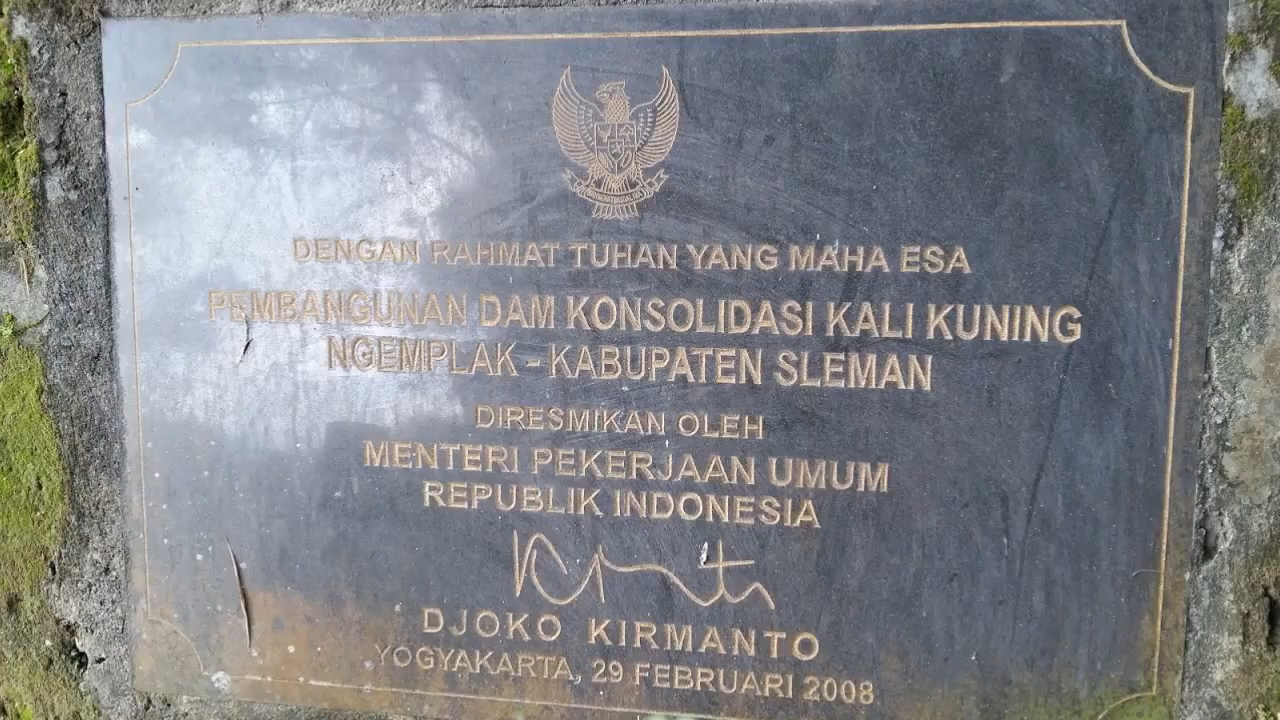 DENGAN RAHMAT TUHAN YANG MAHA ESA
PEMBANGUNAN DAM KONSOLIDASI KALI KUNING
NGEMPLAK - KABUPATEN SLEMAN
DIRESMIKAN OLEH
MENTERI PEKERJAAN UMUM
REPUBLIK INDONESIA
DJOKO KIRMANTO
YOGYAKARTA, 29 FEBRUARI 2008